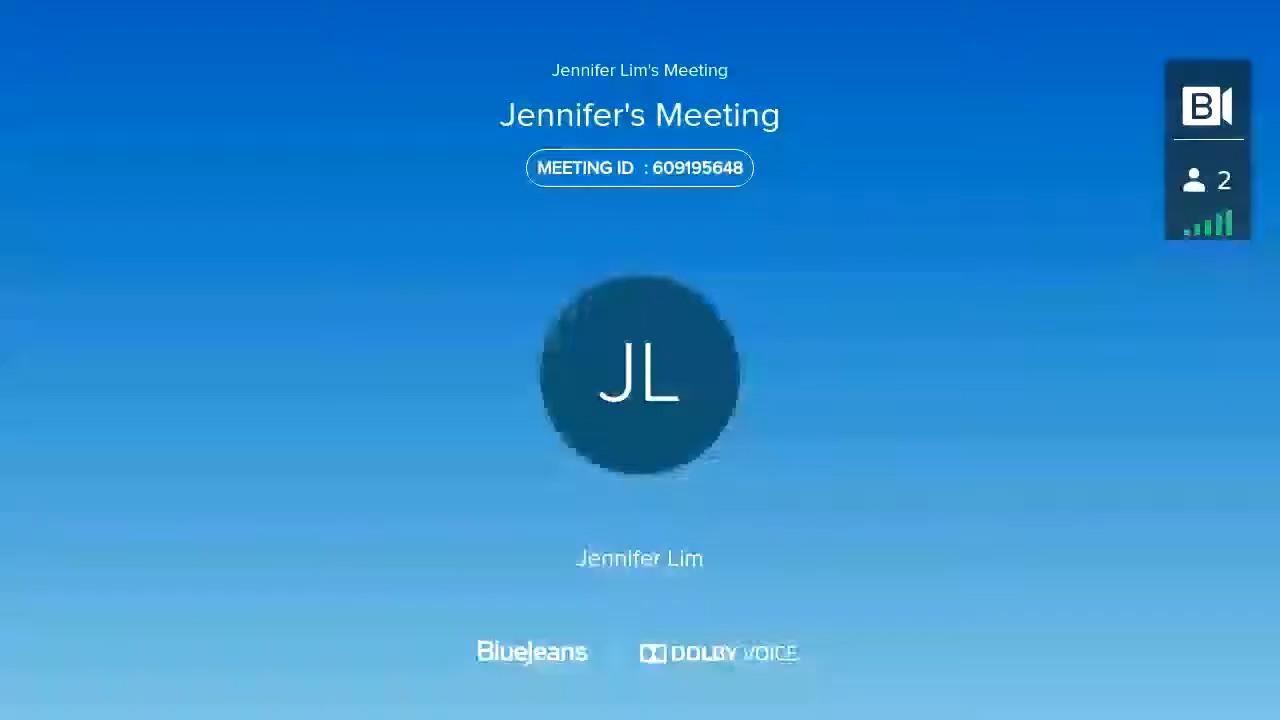 Jennifer Lim's Meeting
Jennifer's Meeting
MEETING ID : 609195648
B
2
JL
Jennifer Lim
BlueJeans DOLBY VOICE